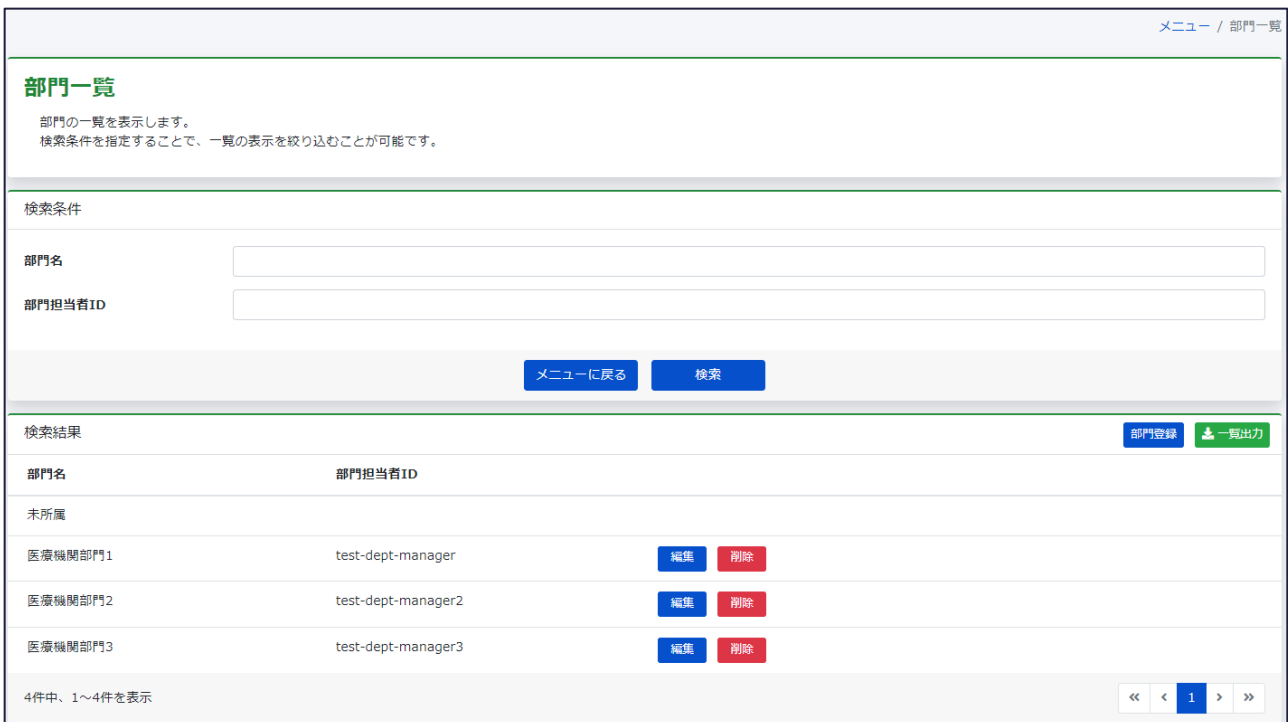 メニュー / 部門一覧
部門一覧
部門の一覧を表示します。
検索条件を指定することで、一覧の表示を絞り込むことが可能です。
検索条件
部門名
部門担当者ID
メニューに戻る 検索
検索結果 部門登録 一覧出力
部門名 部門担当者ID
未所属
医療機関部門1 test-dept-manager 編集 削除
医療機関部門2 test-dept-manager2 編集 削除
医療機関部門3 test-dept-manager3 編集 削除
4件中、1～4件を表示 « ‹ 1 › »